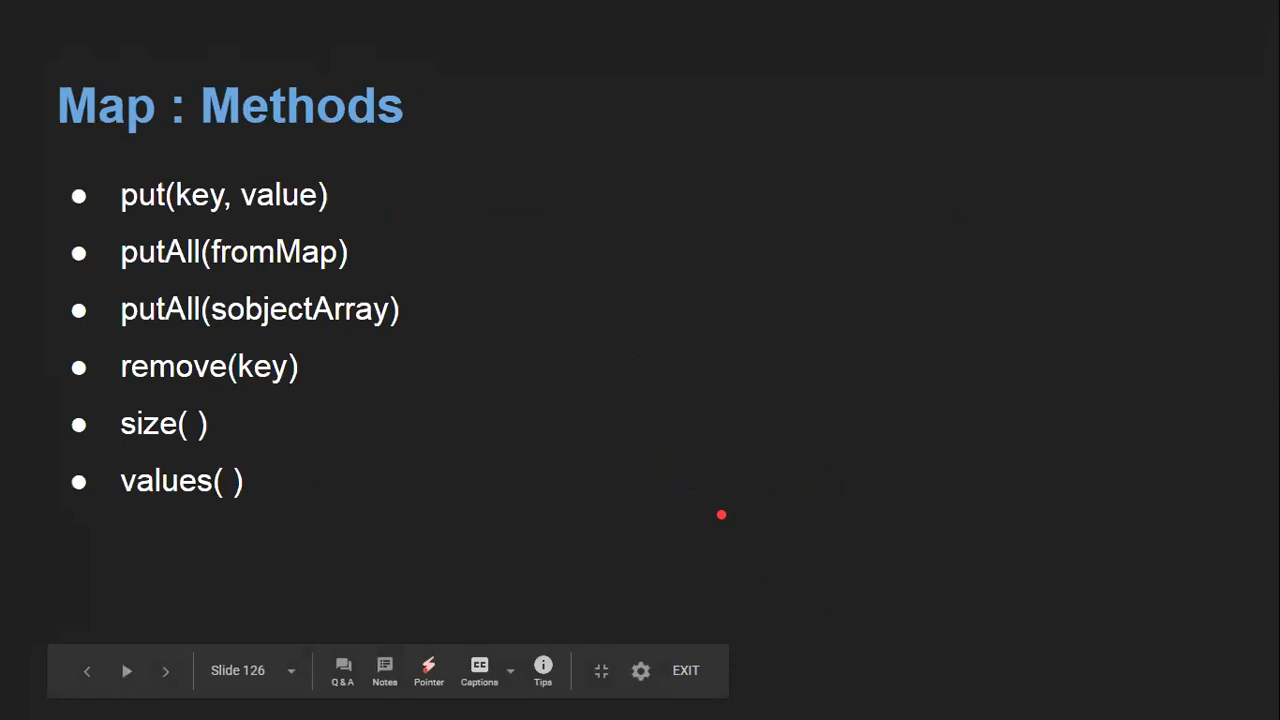 Map : Methods
● put(key, value)
● putAll(fromMap)
● putAll(sobjectArray)
● remove(key)
● size( )
● values( )
Slide 126
Q & A
Notes
Pointer
CC
Captions
Tips
EXIT